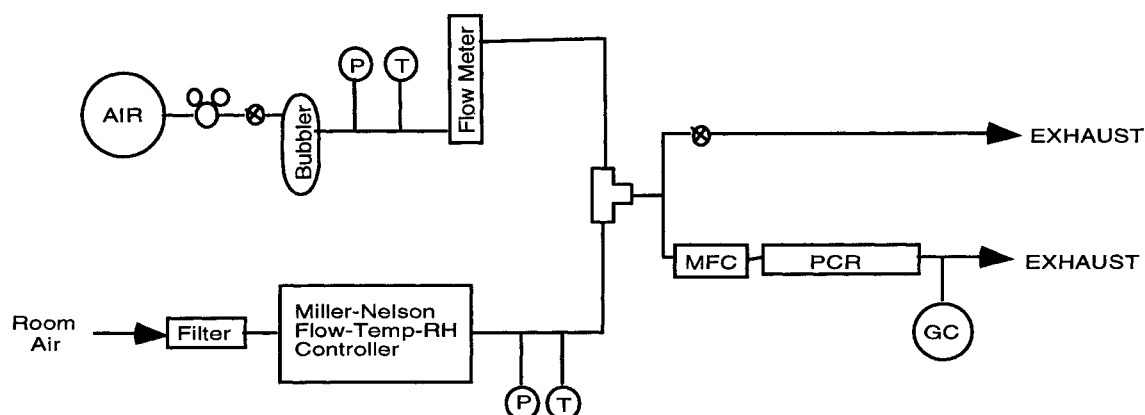 AIR
Bubbler
P
T
Flow Meter
EXHAUST
Room
Air
Filter
Miller-Nelson
Flow-Temp-RH
Controller
P
T
MFC
PCR
EXHAUST
GC